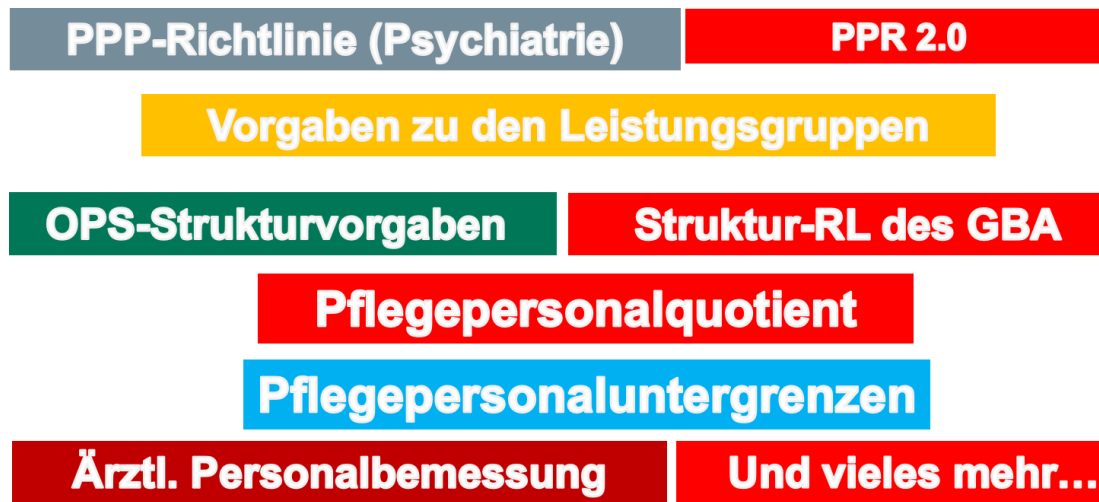 PPP-Richtlinie (Psychiatrie)
PPR 2.0
Vorgaben zu den Leistungsgruppen
OPS-Strukturvorgaben
Struktur-RL des GBA
Pflegepersonalquotient
Pflegepersonaluntergrenzen
Ärztl. Personalbemessung
Und vieles mehr…